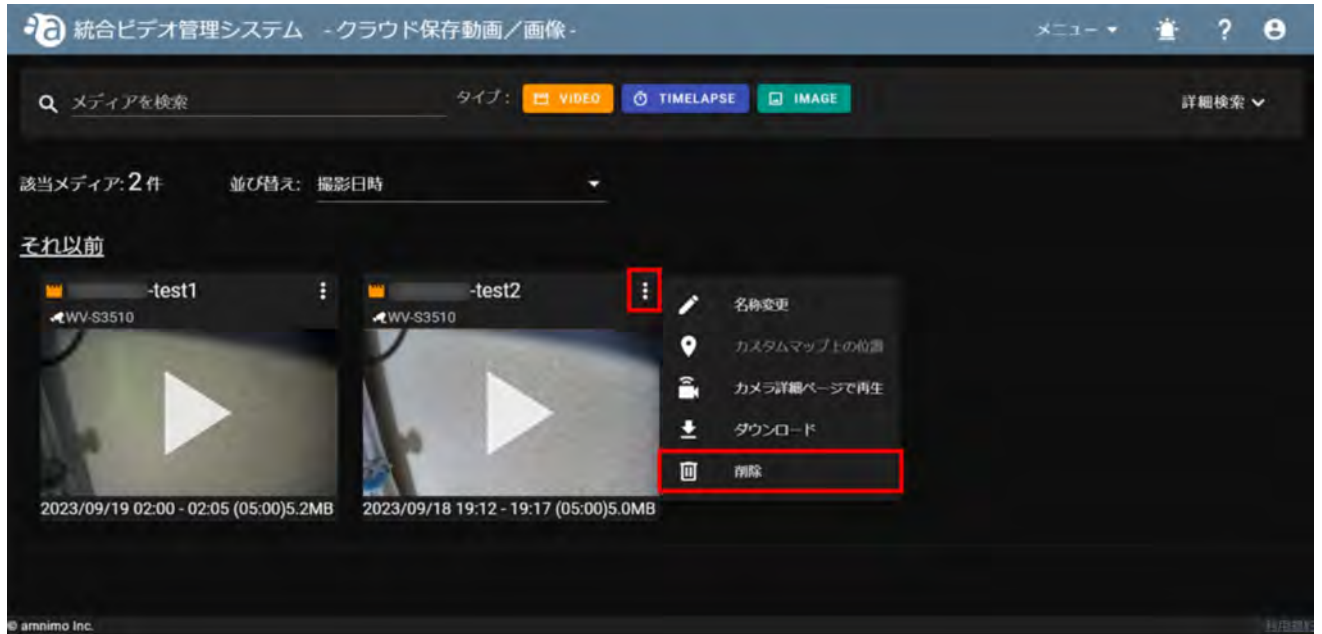 統合ビデオ管理システム - クラウド保存動画／画像 -
メニュー
?
メディアを検索
タイプ :
VIDEO
TIMELAPSE
IMAGE
詳細検索
該当メディア: 2 件
並び替え: 撮影日時
それ以前
-test1
WV-S3510
2023/09/19 02:00 - 02:05 (05:00)5.2MB
-test2
WV-S3510
2023/09/18 19:12 - 19:17 (05:00)5.0MB
名称変更
カスタムマップ上の位置
カメラ詳細ページで再生
ダウンロード
削除
© amnimo Inc.